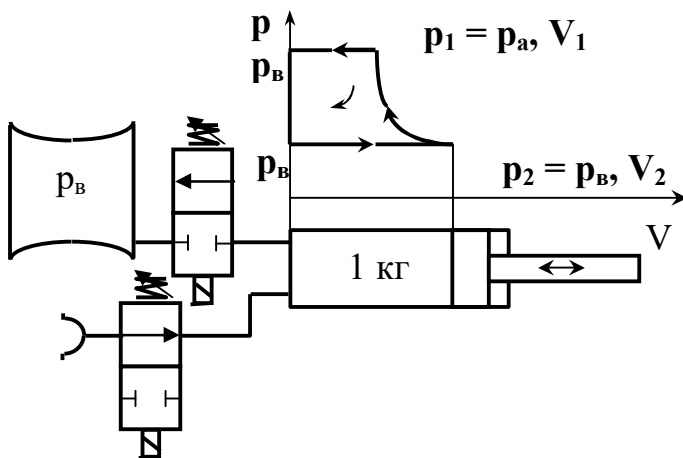 p
p₁ = pₐ, V₁
pв
pв
pв
p₂ = pв, V₂
V
1 кг